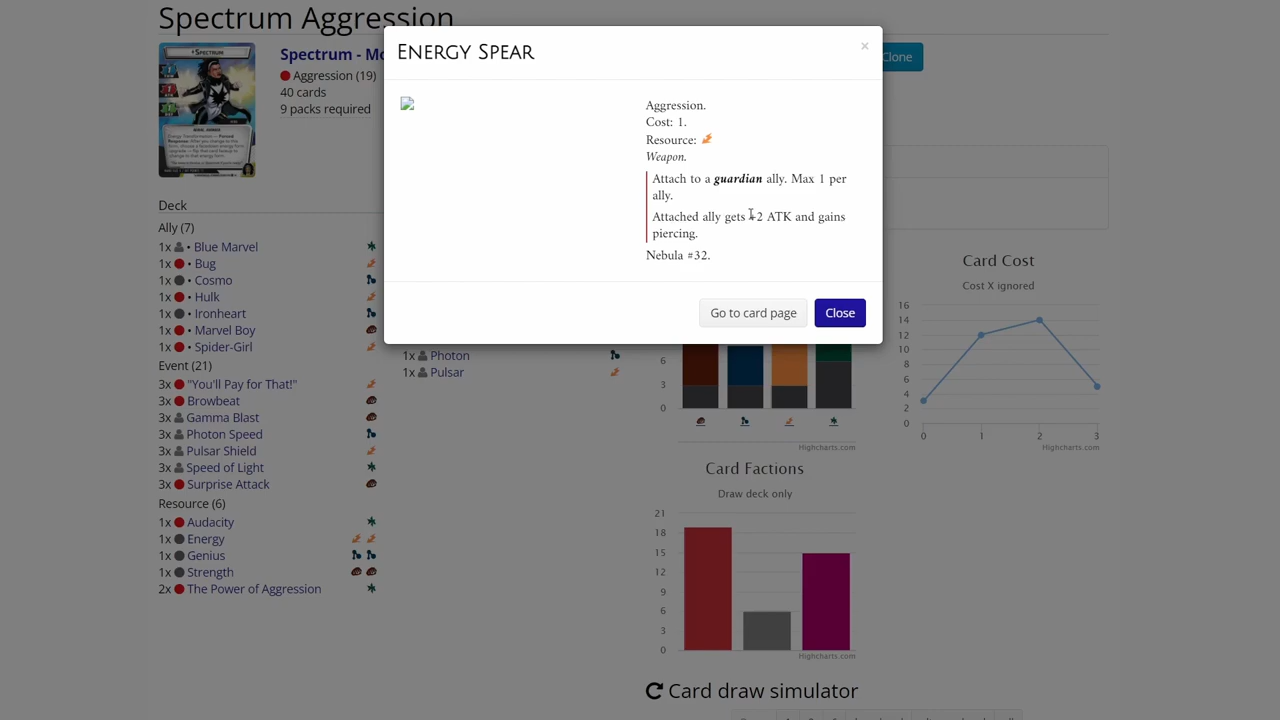 Spectrum Aggression
ENERGY SPEAR
×
Spectrum - Mo
Clone
Aggression (19)
40 cards
9 packs required
SPECTRUM
Aggression.
Cost: 1.
Resource:
Weapon.
Attach to a guardian ally. Max 1 per
ally.
Attached ally gets +2 ATK and gains
piercing.
Nebula #32.
Go to card page
Close
Deck
Ally (7)
1x • Blue Marvel
1x • Bug
1x • Cosmo
1x • Hulk
1x • Ironheart
1x • Marvel Boy
1x • Spider-Girl
Event (21)
3x "You'll Pay for That!"
3x Browbeat
3x Gamma Blast
3x Photon Speed
3x Pulsar Shield
3x Speed of Light
3x Surprise Attack
Resource (6)
1x Audacity
1x Energy
1x Genius
1x Strength
2x The Power of Aggression
1x Photon
1x Pulsar
6
3
0
Highcharts.com
Card Cost
Cost X ignored
16
14
12
10
8
6
4
2
0
0 1 2 3
Highcharts.com
Card Factions
Draw deck only
21
18
15
12
9
6
3
0
Highcharts.com
Card draw simulator